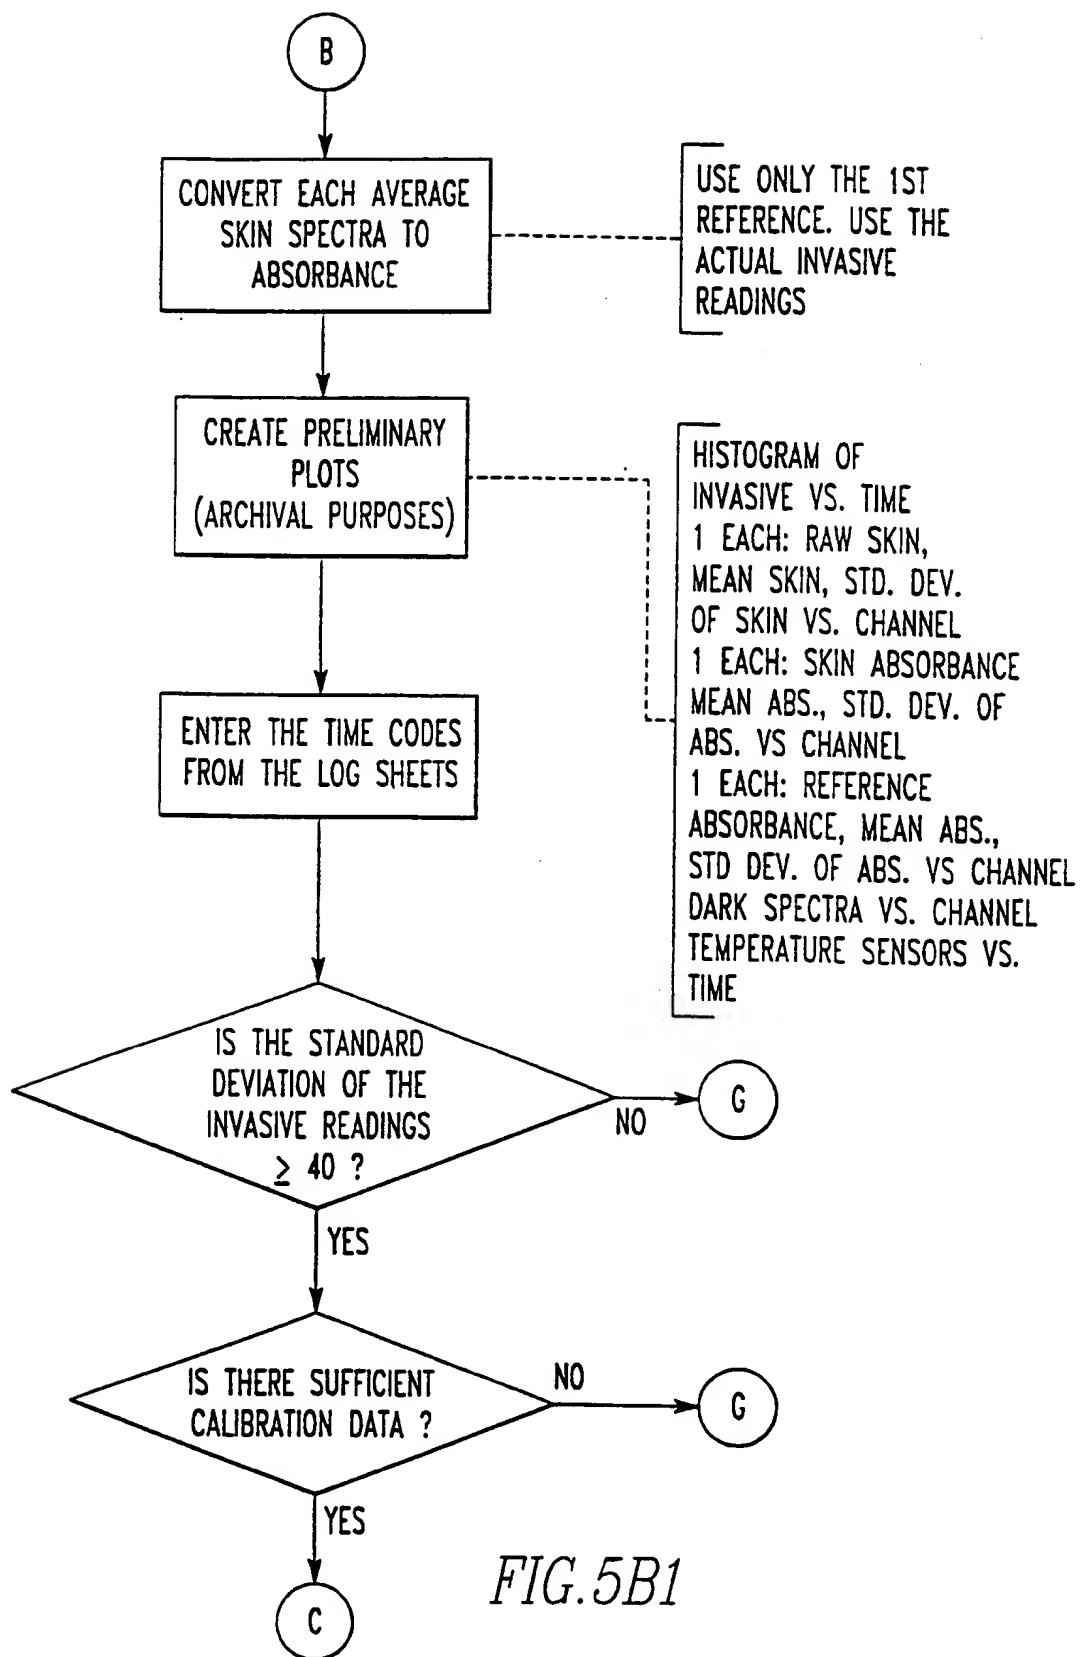 B
CONVERT EACH AVERAGE
SKIN SPECTRA TO
ABSORBANCE
USE ONLY THE 1ST
REFERENCE. USE THE
ACTUAL INVASIVE
READINGS
CREATE PRELIMINARY
PLOTS
(ARCHIVAL PURPOSES)
HISTOGRAM OF
INVASIVE VS. TIME
1 EACH: RAW SKIN,
MEAN SKIN, STD. DEV.
OF SKIN VS. CHANNEL
1 EACH: SKIN ABSORBANCE
MEAN ABS., STD. DEV. OF
ABS. VS CHANNEL
1 EACH: REFERENCE
ABSORBANCE, MEAN ABS.,
STD DEV. OF ABS. VS CHANNEL
DARK SPECTRA VS. CHANNEL
TEMPERATURE SENSORS VS.
TIME
ENTER THE TIME CODES
FROM THE LOG SHEETS
IS THE STANDARD
DEVIATION OF THE
INVASIVE READINGS
≥ 40 ?
NO
G
YES
IS THERE SUFFICIENT
CALIBRATION DATA ?
NO
G
YES
C
FIG.5B1